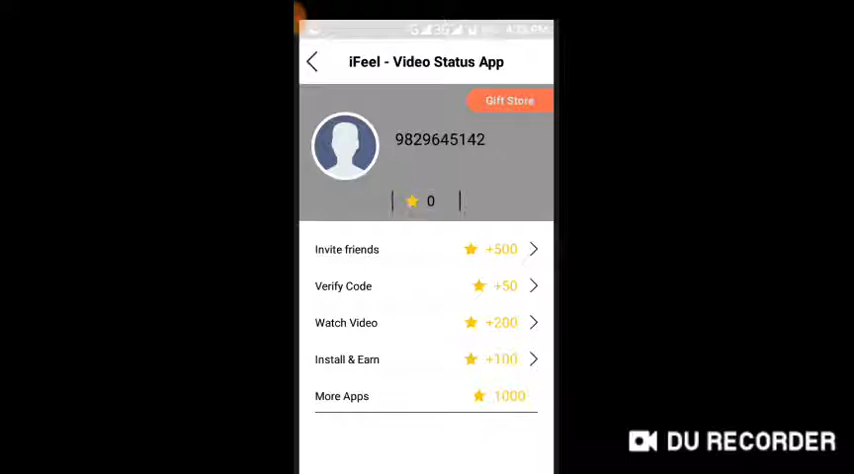 iFeel - Video Status App
Gift Store
9829645142
0
Invite friends +500
Verify Code +50
Watch Video +200
Install & Earn +100
More Apps 1000
DU RECORDER